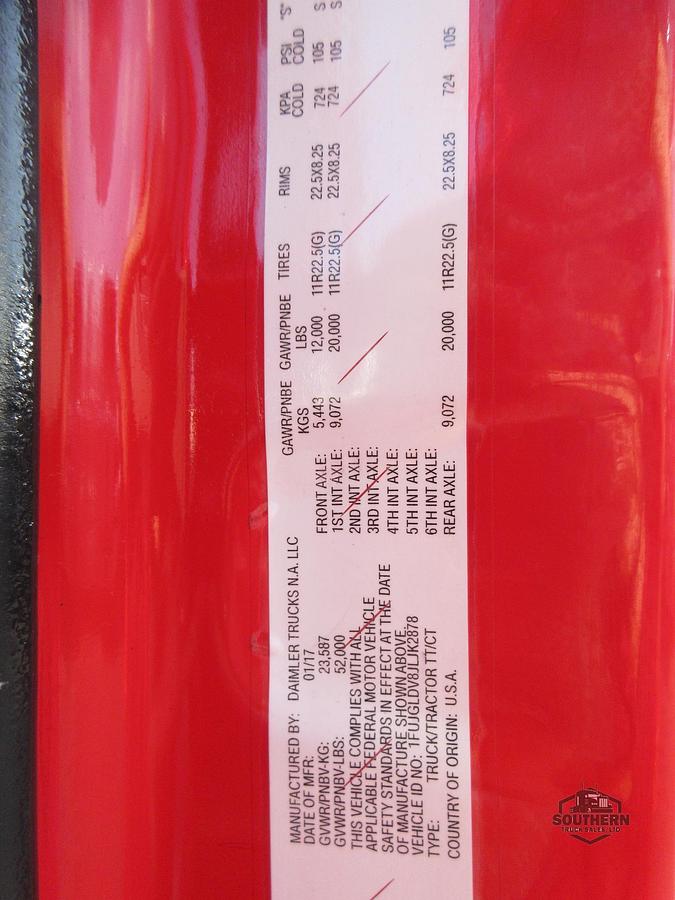 MANUFACTURED BY: DAIMLER TRUCKS N.A. LLC
DATE OF MFR: 01/17
GVWR/PNBV-KG: 23,587
GVWR/PNBV-LBS: 52,000
THIS VEHICLE COMPLIES WITH ALL
APPLICABLE FEDERAL MOTOR VEHICLE
SAFETY STANDARDS IN EFFECT AT THE DATE
OF MANUFACTURE SHOWN ABOVE.
VEHICLE ID NO: 1FUJGLDV8JLJK2878
TYPE: TRUCK/TRACTOR TT/CT
COUNTRY OF ORIGIN: U.S.A.
GAWR/PNBE GAWR/PNBE TIRES RIMS KPA PSI "S"
KGS LBS COLD COLD
FRONT AXLE: 5,443 12,000 11R22.5(G) 22.5X8.25 724 105 S
1ST INT AXLE: 9,072 20,000 11R22.5(G) 22.5X8.25 724 105 S
2ND INT AXLE:
3RD INT AXLE:
4TH INT AXLE:
5TH INT AXLE:
6TH INT AXLE:
REAR AXLE: 9,072 20,000 11R22.5(G) 22.5X8.25 724 105
SOUTHERN
TRUCK SALES, LTD